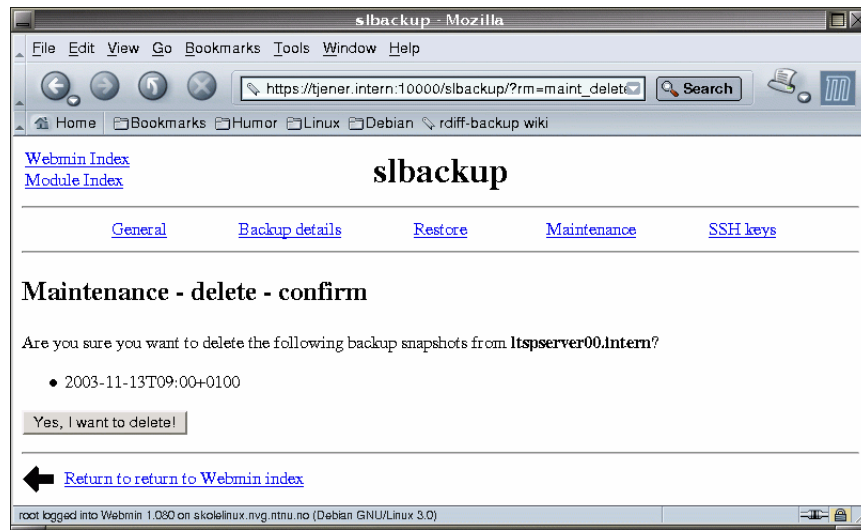 slbackup - Mozilla
File Edit View Go Bookmarks Tools Window Help
https://tjener.intern:10000/slbackup/?rm=maint_delete Search
Home Bookmarks Humor Linux Debian rdiff-backup wiki
Webmin Index
Module Index
slbackup
General Backup details Restore Maintenance SSH keys
Maintenance - delete - confirm
Are you sure you want to delete the following backup snapshots from ltspserver00.intern?
• 2003-11-13T09:00+0100
Yes, I want to delete!
Return to return to Webmin index
root logged into Webmin 1.080 on skolelinux.nvg.ntnu.no (Debian GNU/Linux 3.0)